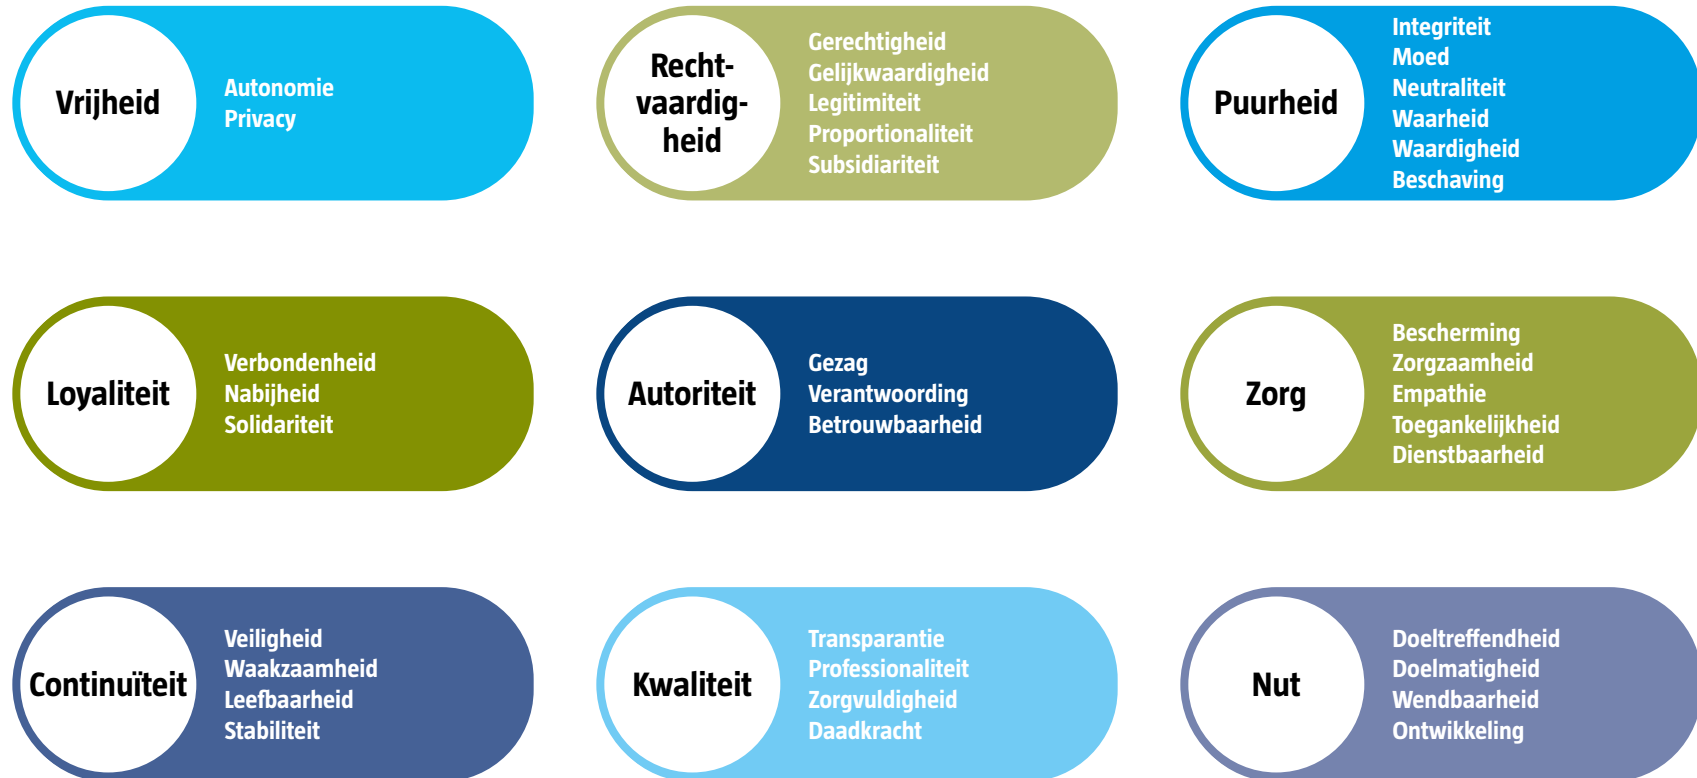 Vrijheid
Autonomie
Privacy
Recht-
vaardig-
heid
Gerechtigheid
Gelijkwaardigheid
Legitimiteit
Proportionaliteit
Subsidiariteit
Puurheid
Integriteit
Moed
Neutraliteit
Waarheid
Waardigheid
Beschaving
Loyaliteit
Verbondenheid
Nabijheid
Solidariteit
Autoriteit
Gezag
Verantwoording
Betrouwbaarheid
Zorg
Bescherming
Zorgzaamheid
Empathie
Toegankelijkheid
Dienstbaarheid
Continuïteit
Veiligheid
Waakzaamheid
Leefbaarheid
Stabiliteit
Kwaliteit
Transparantie
Professionaliteit
Zorgvuldigheid
Daadkracht
Nut
Doeltreffendheid
Doelmatigheid
Wendbaarheid
Ontwikkeling